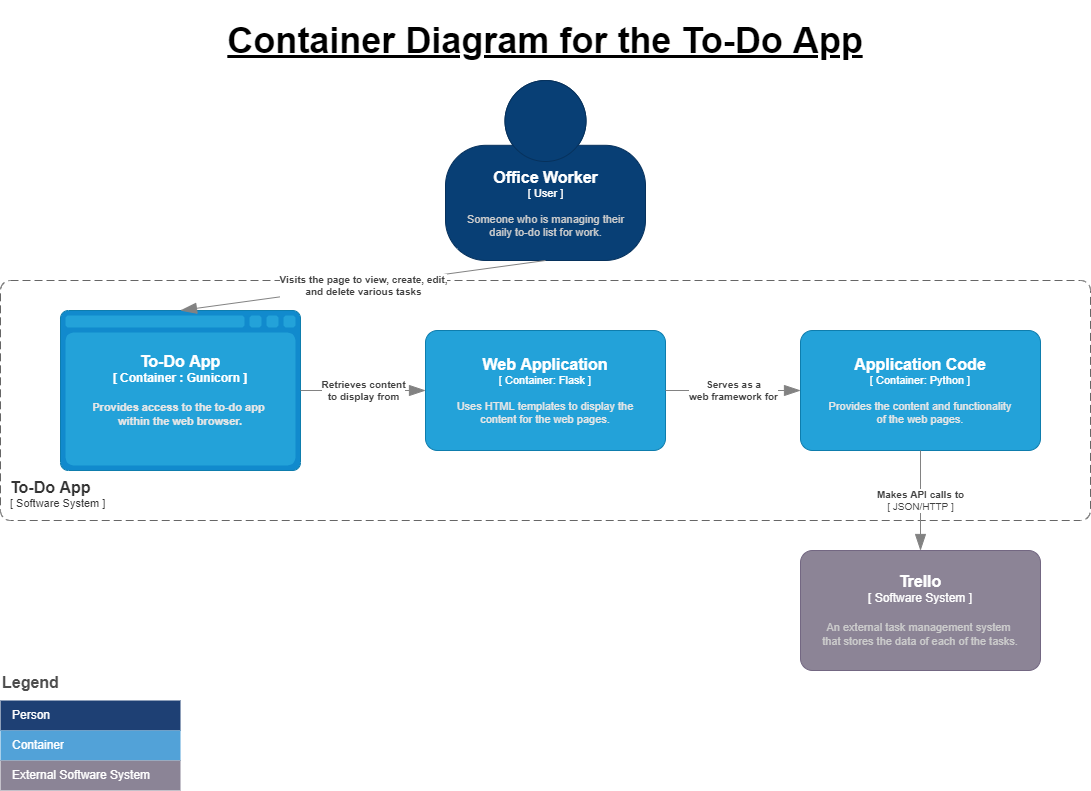 Container Diagram for the To-Do App
Office Worker
[ User ]
Someone who is managing their
daily to-do list for work.
Visits the page to view, create, edit,
and delete various tasks
To-Do App
[ Container : Gunicorn ]
Provides access to the to-do app
within the web browser.
Retrieves content
to display from
Web Application
[ Container: Flask ]
Uses HTML templates to display the
content for the web pages.
Serves as a
web framework for
Application Code
[ Container: Python ]
Provides the content and functionality
of the web pages.
To-Do App
[ Software System ]
Makes API calls to
[ JSON/HTTP ]
Trello
[ Software System ]
An external task management system
that stores the data of each of the tasks.
Legend
Person
Container
External Software System